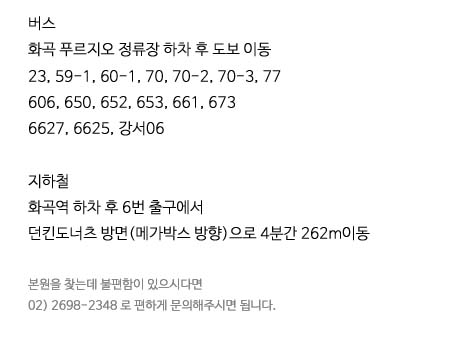 버스
화곡 푸르지오 정류장 하차 후 도보 이동
23, 59-1, 60-1, 70, 70-2, 70-3, 77
606, 650, 652, 653, 661, 673
6627, 6625, 강서06
지하철
화곡역 하차 후 6번 출구에서
던킨도너츠 방면(메가박스 방향)으로 4분간 262m이동
본원을 찾는데 불편함이 있으시다면
02) 2698-2348 로 편하게 문의해주시면 됩니다.